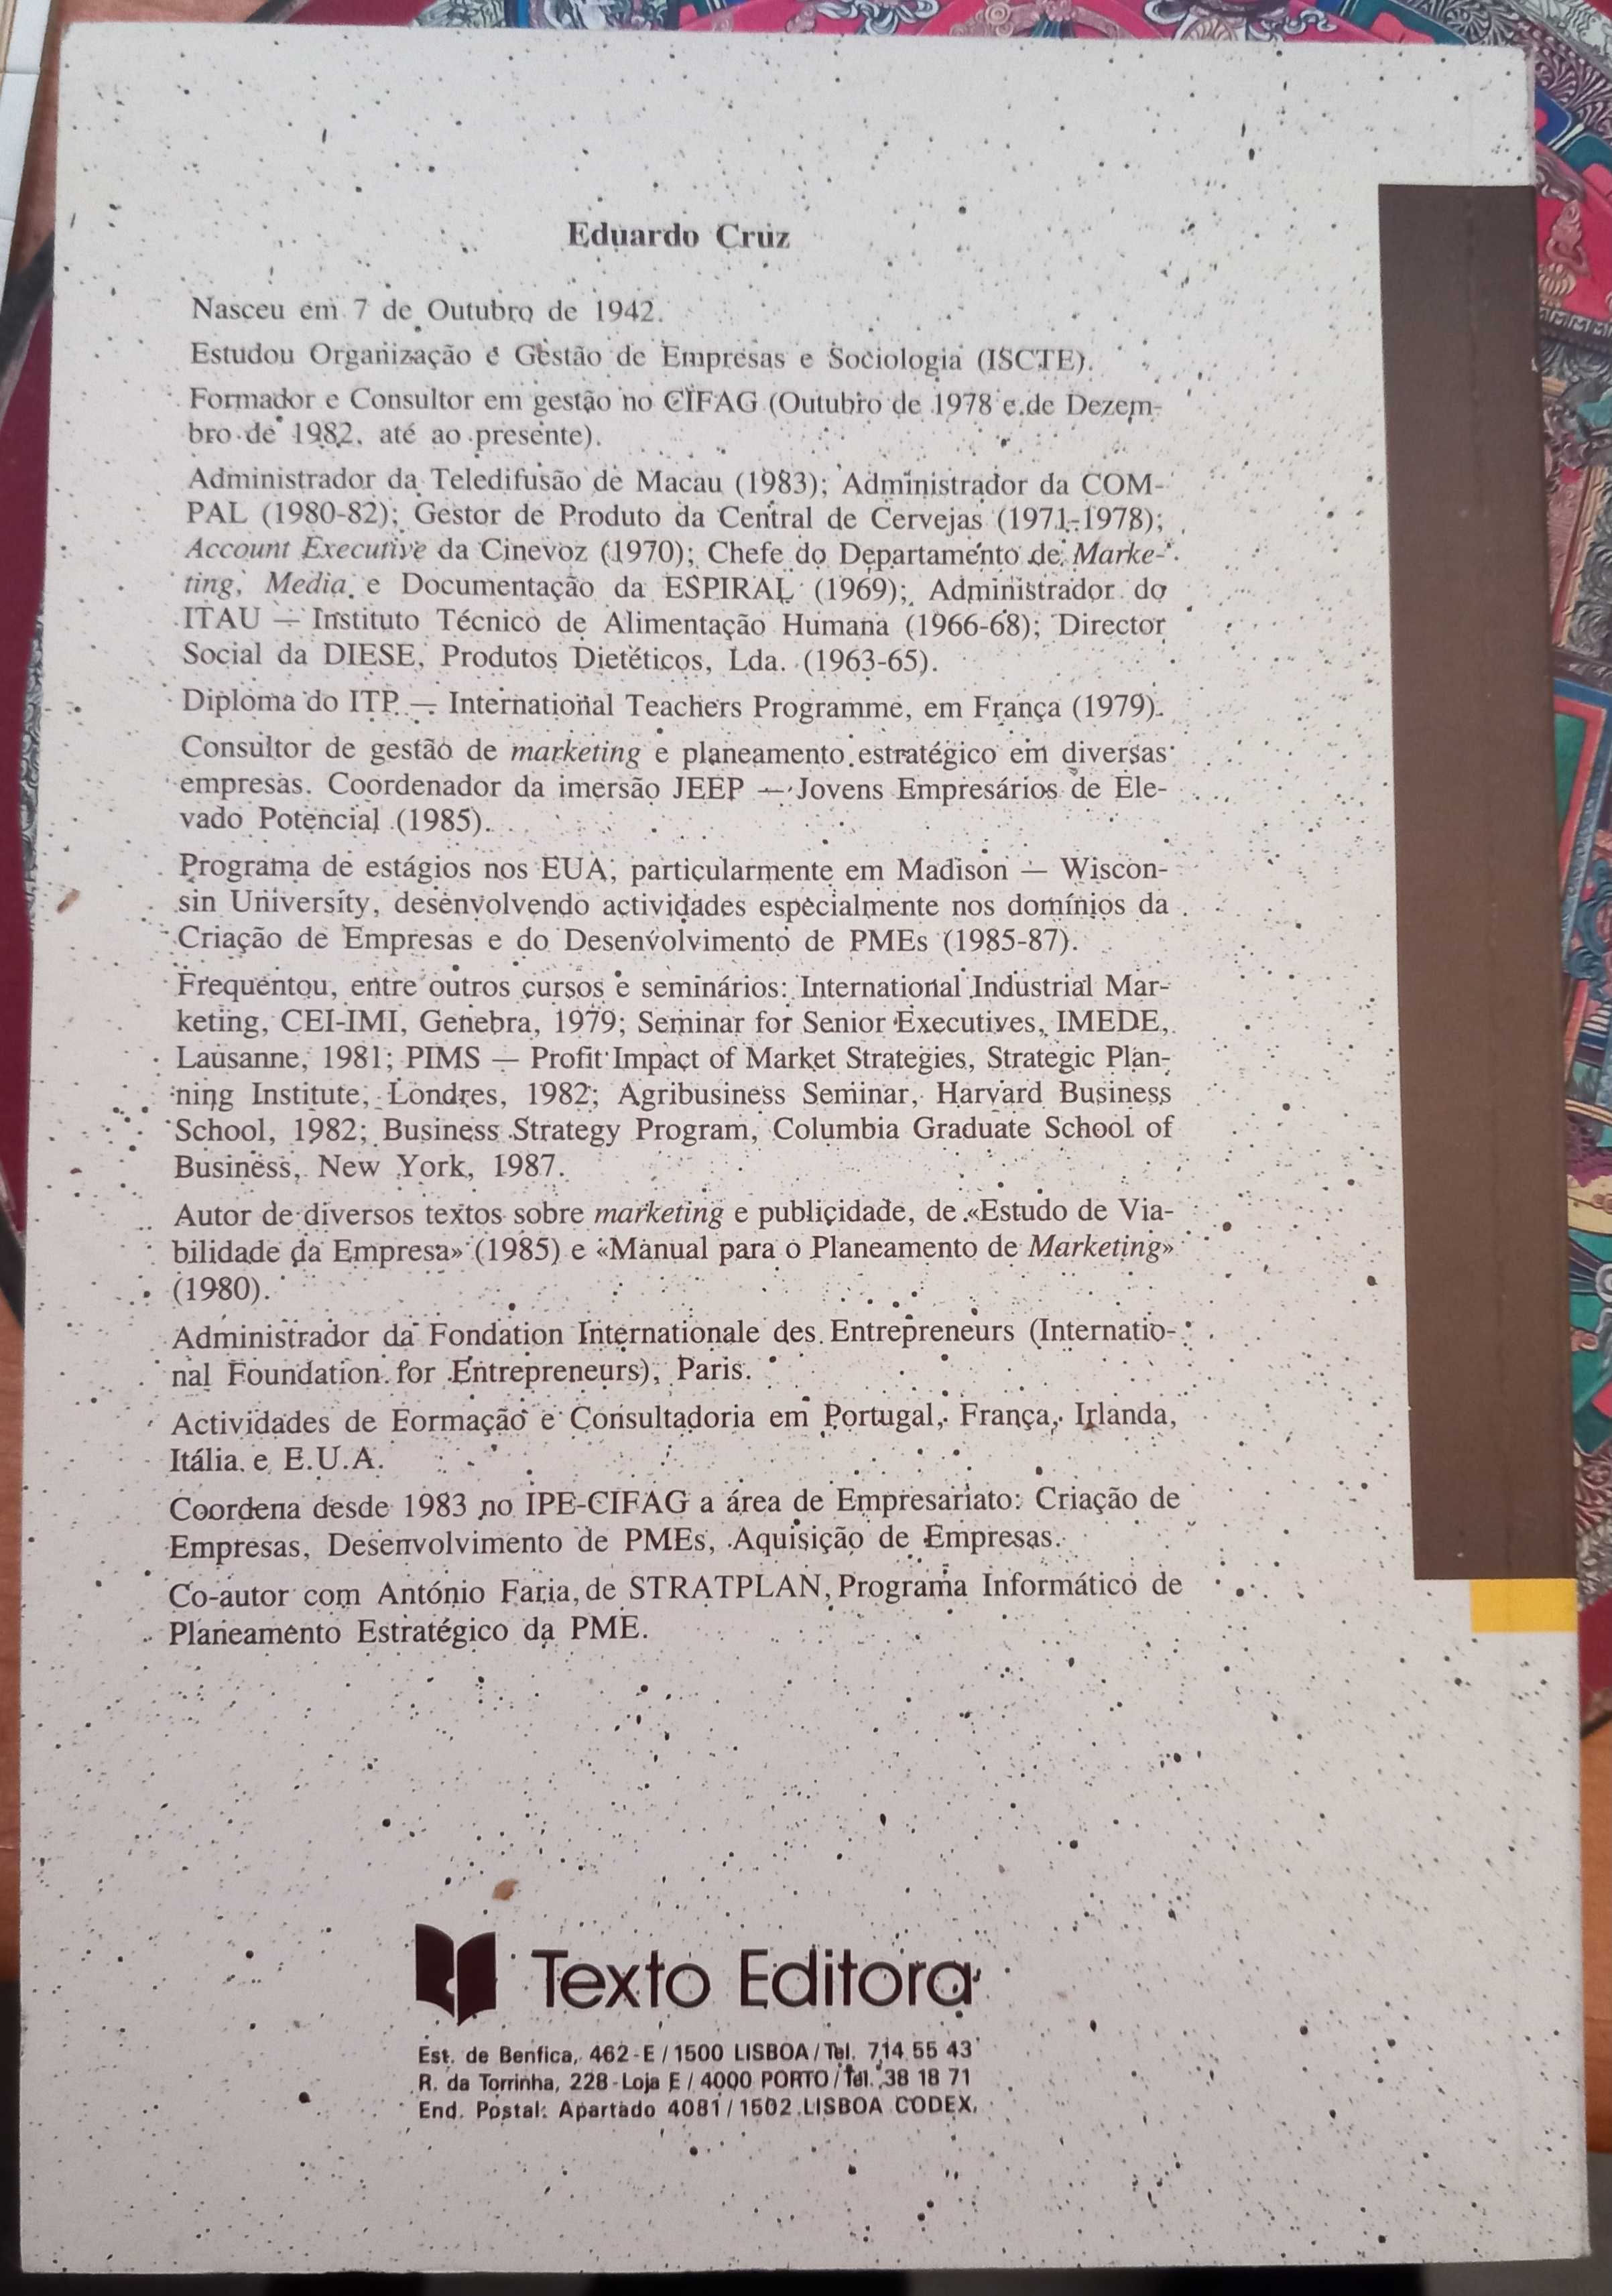 Eduardo Cruz
Nasceu em 7 de Outubro de 1942.
Estudou Organização e Gestão de Empresas e Sociologia (ISCTE).
Formador e Consultor em gestão no CIFAG (Outubro de 1978 e de Dezem-
bro de 1982, até ao presente).
Administrador da Teledifusão de Macau (1983); Administrador da COM-
PAL (1980-82); Gestor de Produto da Central de Cervejas (1971-1978);
Account Executive da Cinevoz (1970); Chefe do Departamento de Marke-
ting, Media e Documentação da ESPIRAL (1969); Administrador do
ITAU — Instituto Técnico de Alimentação Humana (1966-68); Director
Social da DIESE, Produtos Dietéticos, Lda. (1963-65).
Diploma do ITP — International Teachers Programme, em França (1979).
Consultor de gestão de marketing e planeamento estratégico em diversas
empresas. Coordenador da imersão JEEP — Jovens Empresários de Ele-
vado Potencial (1985).
Programa de estágios nos EUA, particularmente em Madison — Wiscon-
sin University, desenvolvendo actividades especialmente nos domínios da
Criação de Empresas e do Desenvolvimento de PMEs (1985-87).
Frequentou, entre outros cursos e seminários: International Industrial Mar-
keting, CEI-IMI, Genebra, 1979; Seminar for Senior Executives, IMEDE,
Lausanne, 1981; PIMS — Profit Impact of Market Strategies, Strategic Plan-
ning Institute, Londres, 1982; Agribusiness Seminar, Harvard Business
School, 1982; Business Strategy Program, Columbia Graduate School of
Business, New York, 1987.
Autor de diversos textos sobre marketing e publicidade, de «Estudo de Via-
bilidade da Empresa» (1985) e «Manual para o Planeamento de Marketing»
(1980).
Administrador da Fondation Internationale des Entrepreneurs (Internatio-
nal Foundation for Entrepreneurs), Paris.
Actividades de Formação e Consultadoria em Portugal, França, Irlanda,
Itália e E.U.A.
Coordena desde 1983 no IPE-CIFAG a área de Empresariato: Criação de
Empresas, Desenvolvimento de PMEs, Aquisição de Empresas.
Co-autor com António Faria, de STRATPLAN, Programa Informático de
Planeamento Estratégico da PME.
Texto Editora
Est. de Benfica, 462-E / 1500 LISBOA / Tel. 714 55 43
R. da Torrinha, 228-Loja E / 4000 PORTO / Tel. 38 18 71
End. Postal: Apartado 4081 / 1502 LISBOA CODEX